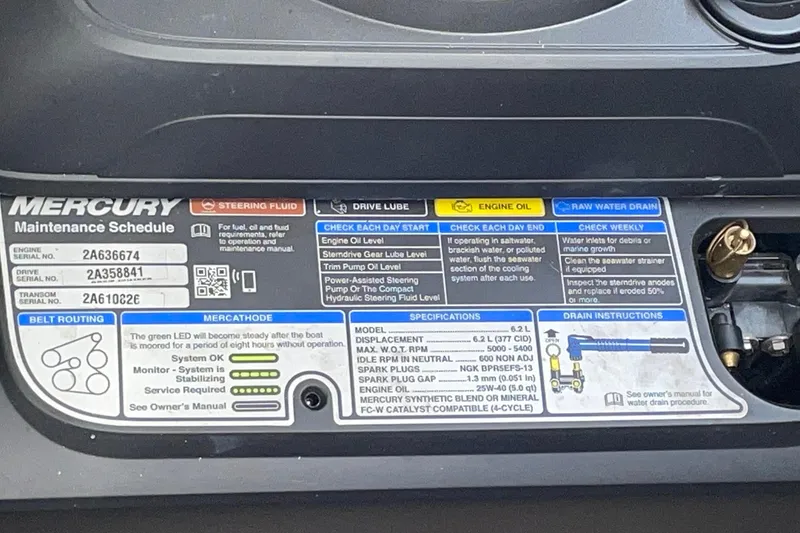 MERCURY
Maintenance Schedule
STEERING FLUID
DRIVE LUBE
ENGINE OIL
RAW WATER DRAIN
For fuel, oil and fluid
requirements, refer
to operation and
maintenance manual.
ENGINE
SERIAL NO.
2A636674
DRIVE
SERIAL NO.
2A358841
TRANSOM
SERIAL NO.
2A610826
CHECK EACH DAY START
Engine Oil Level
Sterndrive Gear Lube Level
Trim Pump Oil Level
Power-Assisted Steering
Pump Or The Compact
Hydraulic Steering Fluid Level
CHECK EACH DAY END
If operating in saltwater,
brackish water, or polluted
water, flush the seawater
section of the cooling
system after each use.
CHECK WEEKLY
Water inlets for debris or
marine growth
Clean the seawater strainer
if equipped
Inspect the sterndrive anodes
and replace if eroded 50%
or more.
BELT ROUTING
MERCATHODE
The green LED will become steady after the boat
is moored for a period of eight hours without operation.
System OK
Monitor - System is
Stabilizing
Service Required
See Owner's Manual
SPECIFICATIONS
MODEL 6.2 L
DISPLACEMENT 6.2 L (377 CID)
MAX. W.O.T. RPM 5000 - 5400
IDLE RPM IN NEUTRAL 600 NON ADJ
SPARK PLUGS NGK BPR5EFS-13
SPARK PLUG GAP 1.3 mm (0.051 in)
ENGINE OIL 25W-40 (5.0 qt)
MERCURY SYNTHETIC BLEND OR MINERAL
FC-W CATALYST COMPATIBLE (4-CYCLE)
DRAIN INSTRUCTIONS
OPEN
See owner's manual for
water drain procedure.